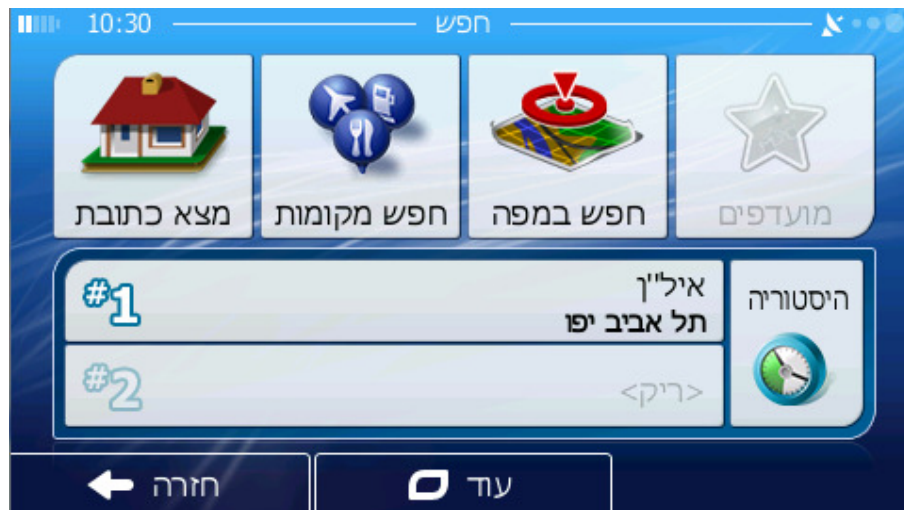 10:30
חפש
מצא כתובת
חפש מקומות
חפש במפה
מועדפים
#1
איל''ן
תל אביב יפו
היסטוריה
#2
<ריק>
חזרה
עוד